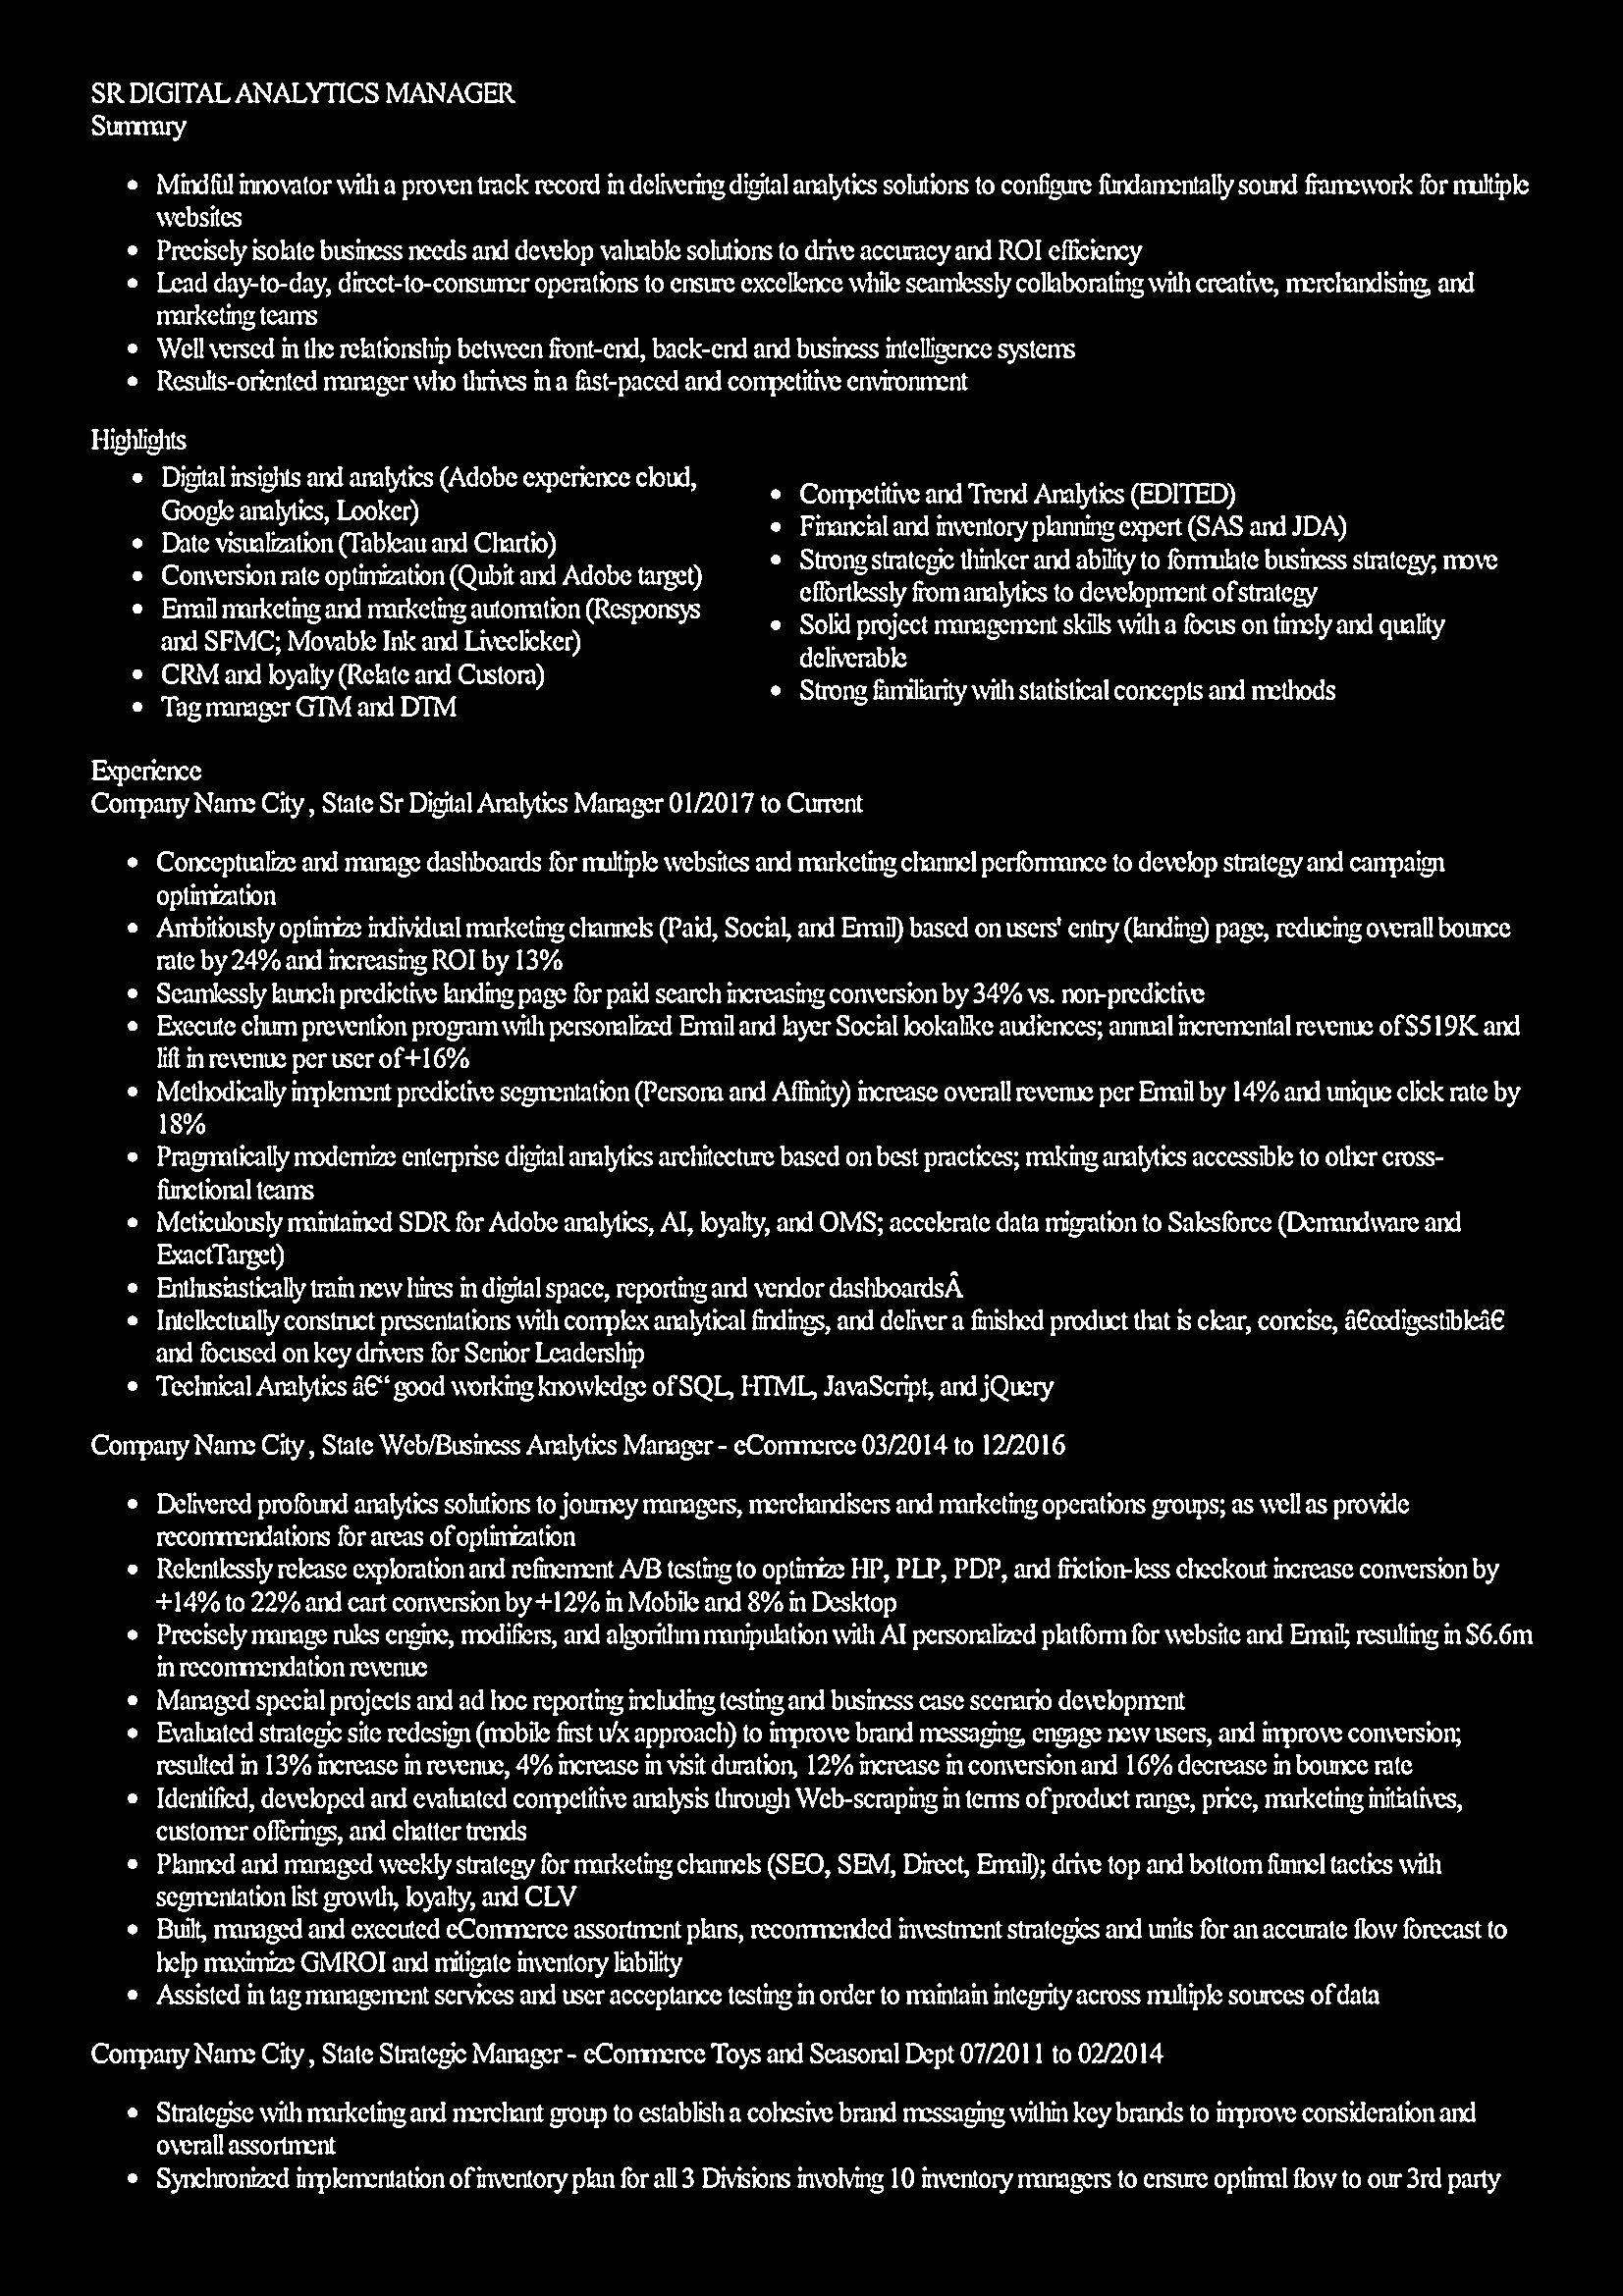 SR DIGITAL ANALYTICS MANAGER
Summary
• Mindful innovator with a proven track record in delivering digital analytics solutions to configure fundamentally sound framework for multiple
websites
• Precisely isolate business needs and develop valuable solutions to drive accuracy and ROI efficiency
• Lead day-to-day, direct-to-consumer operations to ensure excellence while seamlessly collaborating with creative, merchandising, and
marketing teams
• Well versed in the relationship between front-end, back-end and business intelligence systems
• Results-oriented manager who thrives in a fast-paced and competitive environment
Highlights
• Digital insights and analytics (Adobe experience cloud,
Google analytics, Looker)
• Date visualization (Tableau and Chartio)
• Conversion rate optimization (Qubit and Adobe target)
• Email marketing and marketing automation (Responsys
and SFMC; Movable Ink and Liveclicker)
• CRM and loyalty (Relate and Custora)
• Tag manager GTM and DTM
• Competitive and Trend Analytics (EDITED)
• Financial and inventory planning expert (SAS and JDA)
• Strong strategic thinker and ability to formulate business strategy; move
effortlessly from analytics to development of strategy
• Solid project management skills with a focus on timely and quality
deliverable
• Strong familiarity with statistical concepts and methods
Experience
Company Name City , State Sr Digital Analytics Manager 01/2017 to Current
• Conceptualize and manage dashboards for multiple websites and marketing channel performance to develop strategy and campaign
optimization
• Ambitiously optimize individual marketing channels (Paid, Social, and Email) based on users' entry (landing) page, reducing overall bounce
rate by 24% and increasing ROI by 13%
• Seamlessly launch predictive landing page for paid search increasing conversion by 34% vs. non-predictive
• Execute churn prevention program with personalized Email and layer Social lookalike audiences; annual incremental revenue of $519K and
lift in revenue per user of +16%
• Methodically implement predictive segmentation (Persona and Affinity) increase overall revenue per Email by 14% and unique click rate by
18%
• Pragmatically modernize enterprise digital analytics architecture based on best practices; making analytics accessible to other cross-
functional teams
• Meticulously maintained SDR for Adobe analytics, AI, loyalty, and OMS; accelerate data migration to Salesforce (Demandware and
ExactTarget)
• Enthusiastically train new hires in digital space, reporting and vendor dashboardsÂ
• Intellectually construct presentations with complex analytical findings, and deliver a finished product that is clear, concise, â€œdigestibleâ€
and focused on key drivers for Senior Leadership
• Technical Analytics â€“ good working knowledge of SQL, HTML, JavaScript, and jQuery
Company Name City , State Web/Business Analytics Manager - eCommerce 03/2014 to 12/2016
• Delivered profound analytics solutions to journey managers, merchandisers and marketing operations groups; as well as provide
recommendations for areas of optimization
• Relentlessly release exploration and refinement A/B testing to optimize HP, PLP, PDP, and friction-less checkout increase conversion by
+14% to 22% and cart conversion by +12% in Mobile and 8% in Desktop
• Precisely manage rules engine, modifiers, and algorithm manipulation with AI personalized platform for website and Email; resulting in $6.6m
in recommendation revenue
• Managed special projects and ad hoc reporting including testing and business case scenario development
• Evaluated strategic site redesign (mobile first u/x approach) to improve brand messaging, engage new users, and improve conversion;
resulted in 13% increase in revenue, 4% increase in visit duration, 12% increase in conversion and 16% decrease in bounce rate
• Identified, developed and evaluated competitive analysis through Web-scraping in terms of product range, price, marketing initiatives,
customer offerings, and chatter trends
• Planned and managed weekly strategy for marketing channels (SEO, SEM, Direct, Email); drive top and bottom funnel tactics with
segmentation list growth, loyalty, and CLV
• Built, managed and executed eCommerce assortment plans, recommended investment strategies and units for an accurate flow forecast to
help maximize GMROI and mitigate inventory liability
• Assisted in tag management services and user acceptance testing in order to maintain integrity across multiple sources of data
Company Name City , State Strategic Manager - eCommerce Toys and Seasonal Dept 07/2011 to 02/2014
• Strategise with marketing and merchant group to establish a cohesive brand messaging within key brands to improve consideration and
overall assortment
• Synchronized implementation of inventory plan for all 3 Divisions involving 10 inventory managers to ensure optimal flow to our 3rd party